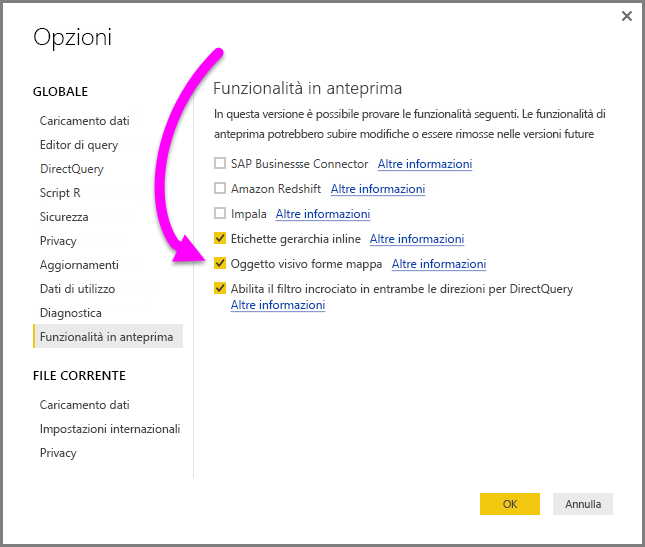 Opzioni
GLOBALE
Caricamento dati
Editor di query
DirectQuery
Script R
Sicurezza
Privacy
Aggiornamenti
Dati di utilizzo
Diagnostica
Funzionalità in anteprima
FILE CORRENTE
Caricamento dati
Impostazioni internazionali
Privacy
Funzionalità in anteprima
In questa versione è possibile provare le funzionalità seguenti. Le funzionalità di
anteprima potrebbero subire modifiche o essere rimosse nelle versioni future
SAP Businessse Connector Altre informazioni
Amazon Redshift Altre informazioni
Impala Altre informazioni
Etichette gerarchia inline Altre informazioni
Oggetto visivo forme mappa Altre informazioni
Abilita il filtro incrociato in entrambe le direzioni per DirectQuery
Altre informazioni
OK
Annulla